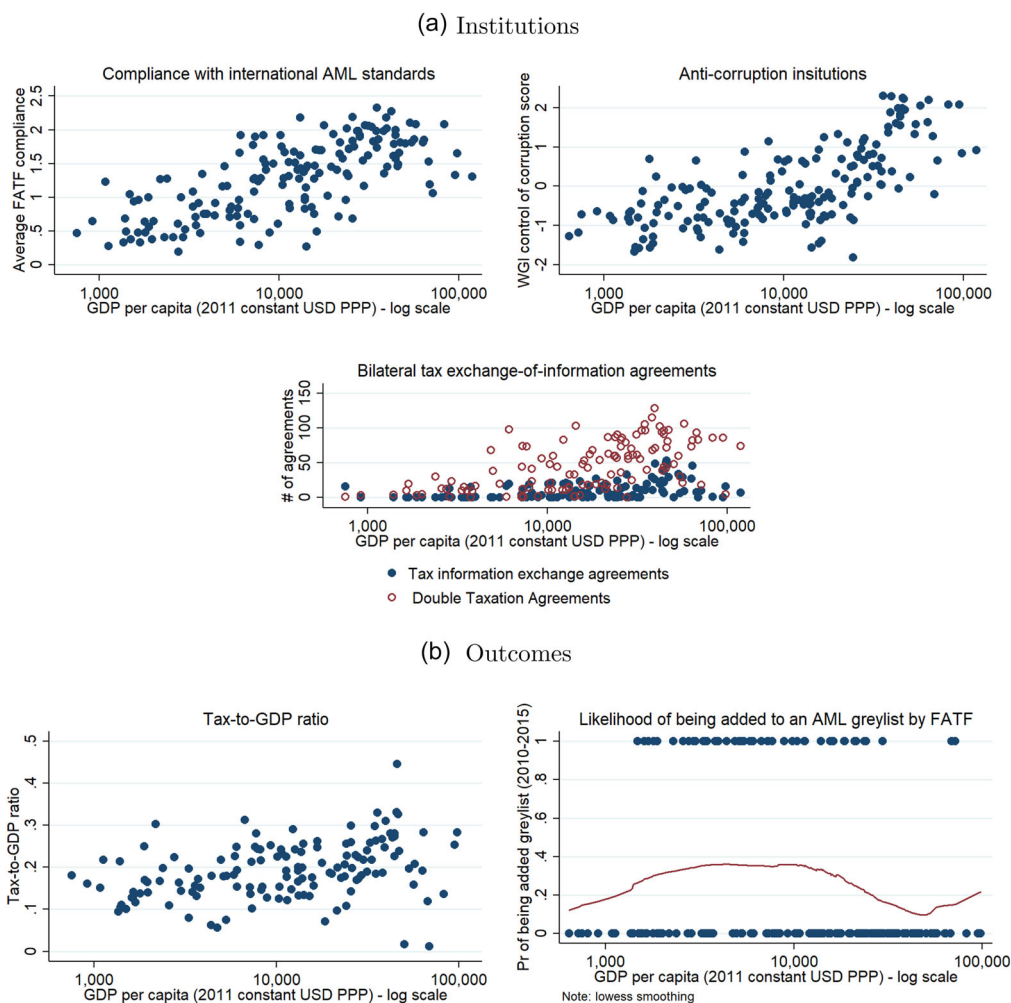 (a) Institutions
Compliance with international AML standards
Average FATF compliance
2.5
2
1.5
1
.5
0
1,000 10,000 100,000
GDP per capita (2011 constant USD PPP) - log scale
Anti-corruption insitutions
WGI control of corruption score
2
1
0
-1
-2
1,000 10,000 100,000
GDP per capita (2011 constant USD PPP) - log scale
Bilateral tax exchange-of-information agreements
# of agreements
150
100
50
0
1,000 10,000 100,000
GDP per capita (2011 constant USD PPP) - log scale
Tax information exchange agreements
Double Taxation Agreements
(b) Outcomes
Tax-to-GDP ratio
Tax-to-GDP ratio
.5
.4
.3
.2
.1
0
1,000 10,000 100,000
GDP per capita (2011 constant USD PPP) - log scale
Likelihood of being added to an AML greylist by FATF
Pr of being added greylist (2010-2015)
1
.8
.6
.4
.2
0
1,000 10,000 100,000
GDP per capita (2011 constant USD PPP) - log scale
Note: lowess smoothing